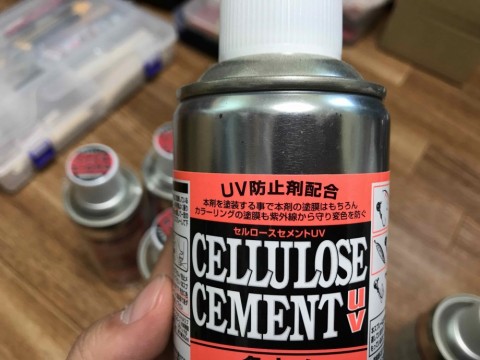 UV防止剤配合
本剤を塗装する事で本剤の塗膜はもちろん
カラーリングの塗膜も紫外線から守り変色を防ぐ
セルロースセメントUV
CELLULOSE
CEMENT UV